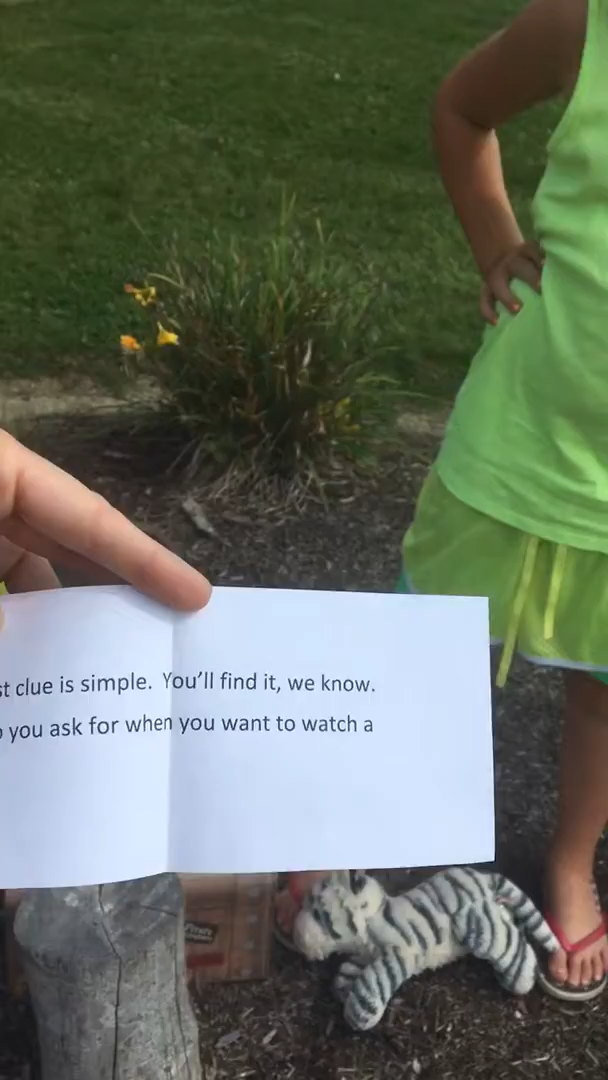 st clue is simple. You'll find it, we know.
you ask for when you want to watch a